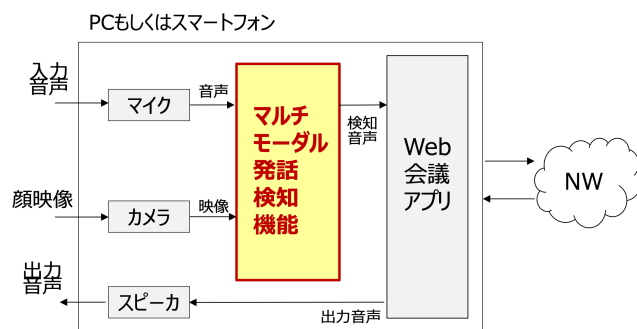 PCもしくはスマートフォン
入力
音声
マイク
音声
マルチ
モーダル
発話
検知
機能
検知
音声
Web
会議
アプリ
NW
顔映像
カメラ
映像
出力
音声
スピーカ
出力音声